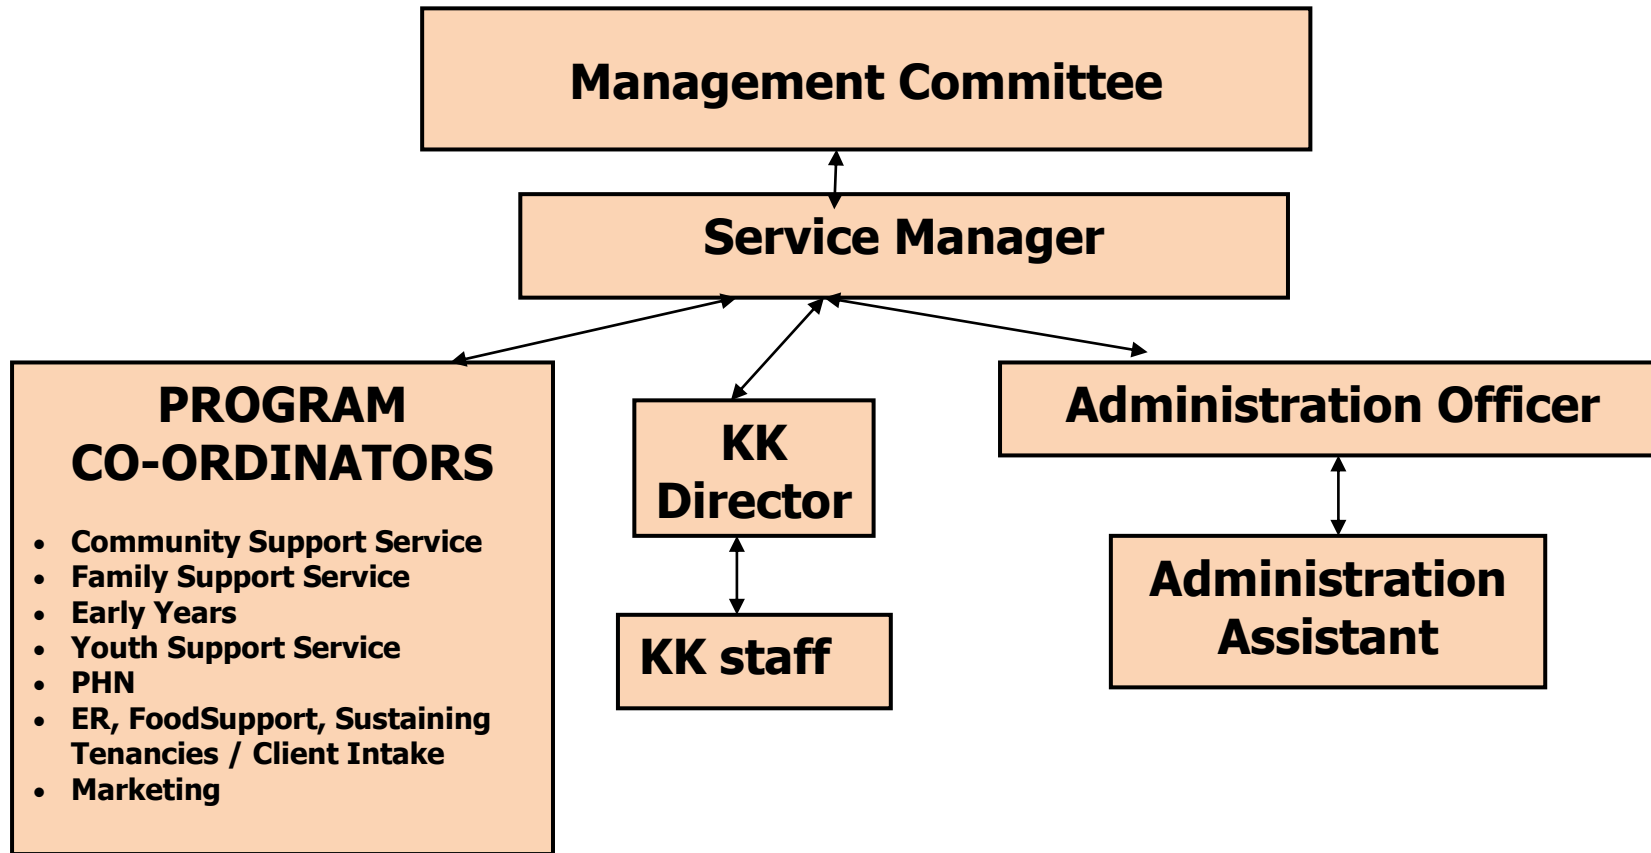 Management Committee
Service Manager
PROGRAM
CO-ORDINATORS
• Community Support Service
• Family Support Service
• Early Years
• Youth Support Service
• PHN
• ER, FoodSupport, Sustaining
Tenancies / Client Intake
• Marketing
KK
Director
KK staff
Administration Officer
Administration
Assistant